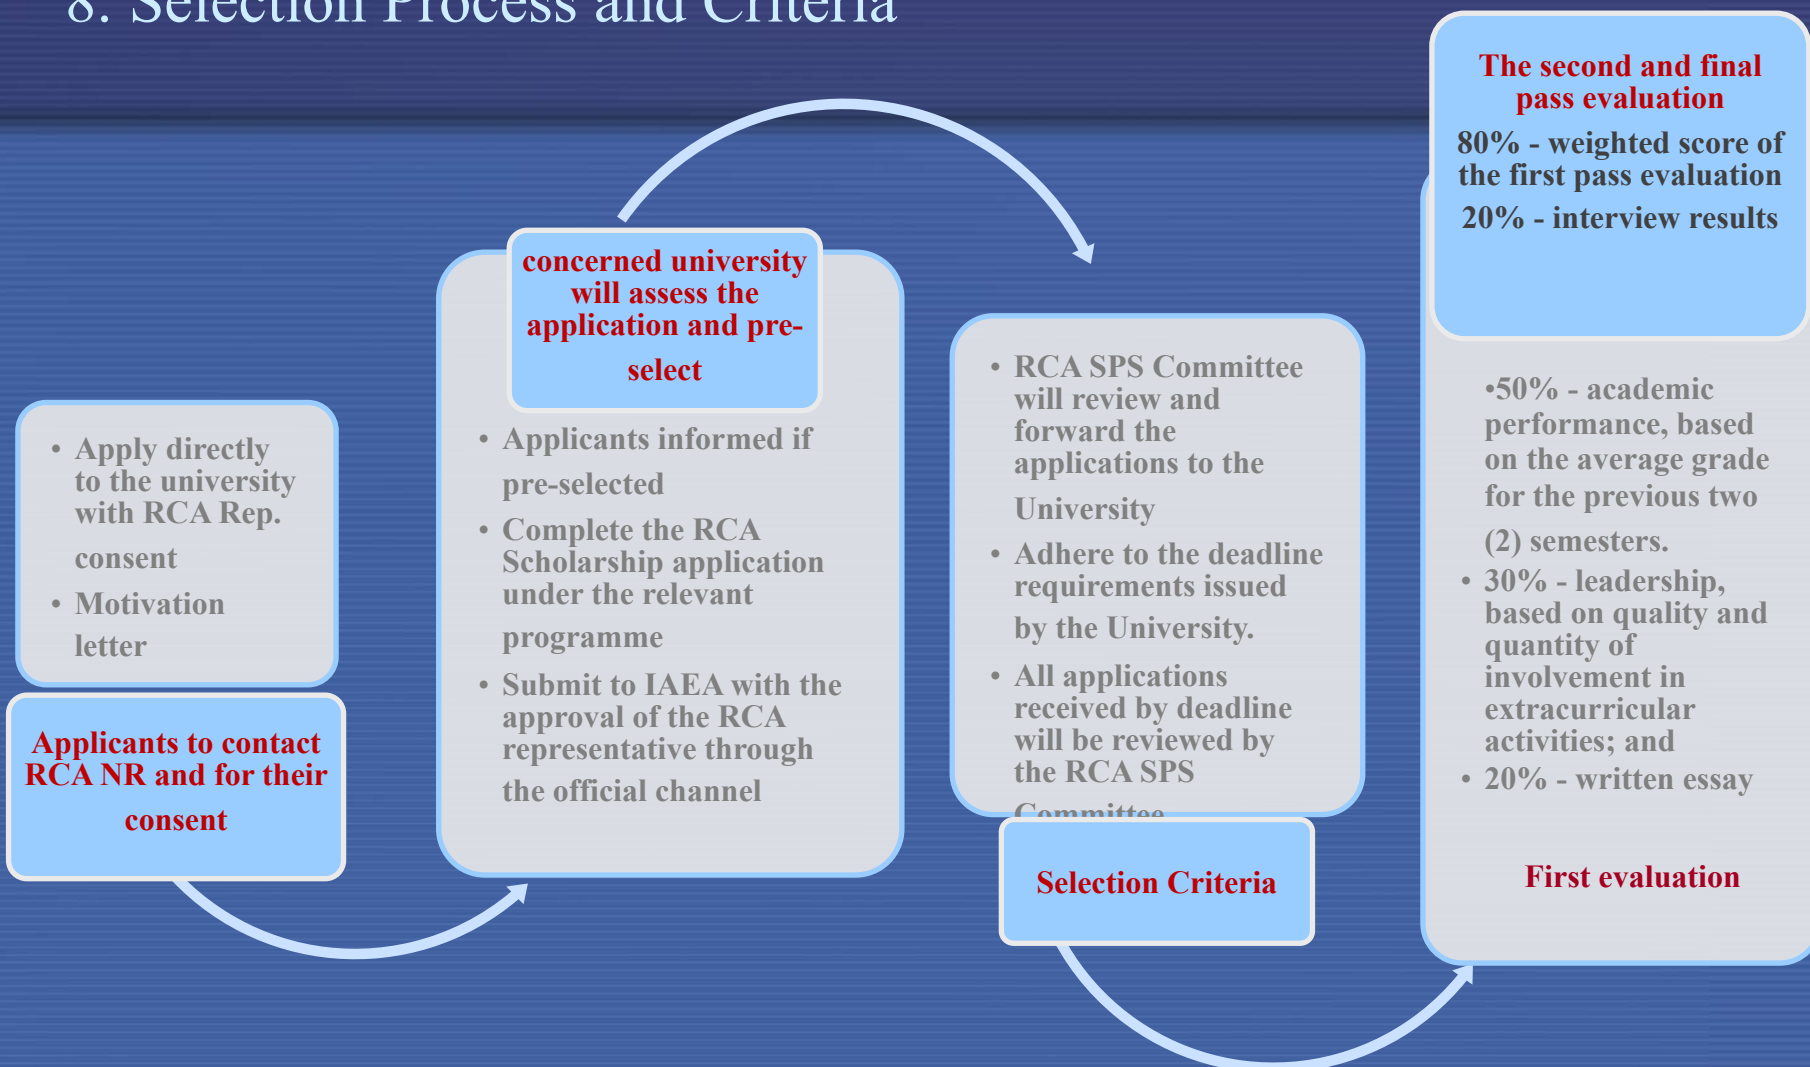 8. Selection Process and Criteria
• Apply directly
to the university
with RCA Rep.
consent
• Motivation
letter
Applicants to contact
RCA NR and for their
consent
concerned university
will assess the
application and pre-
select
• Applicants informed if
pre-selected
• Complete the RCA
Scholarship application
under the relevant
programme
• Submit to IAEA with the
approval of the RCA
representative through
the official channel
• RCA SPS Committee
will review and
forward the
applications to the
University
• Adhere to the deadline
requirements issued
by the University.
• All applications
received by deadline
will be reviewed by
the RCA SPS
Committee
Selection Criteria
The second and final
pass evaluation
80% - weighted score of
the first pass evaluation
20% - interview results
•50% - academic
performance, based
on the average grade
for the previous two
(2) semesters.
• 30% - leadership,
based on quality and
quantity of
involvement in
extracurricular
activities; and
• 20% - written essay
First evaluation